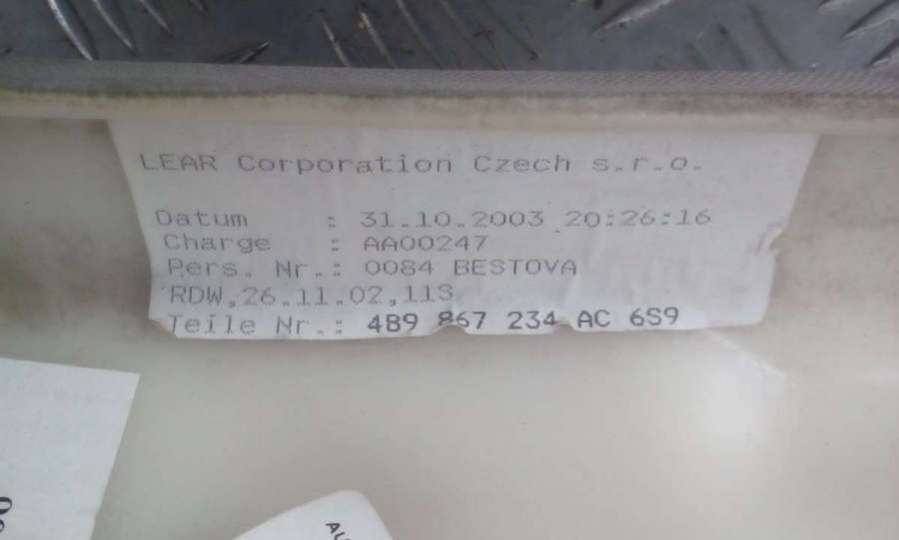 LEAR Corporation Czech s.r.o.
Datum : 31.10.2003 20:26:16
Charge : AA00247
Pers. Nr.: 0084 BESTOVA
RDW,26.11.02,11S
Teile Nr.: 4B9 867 234 AC 6S9